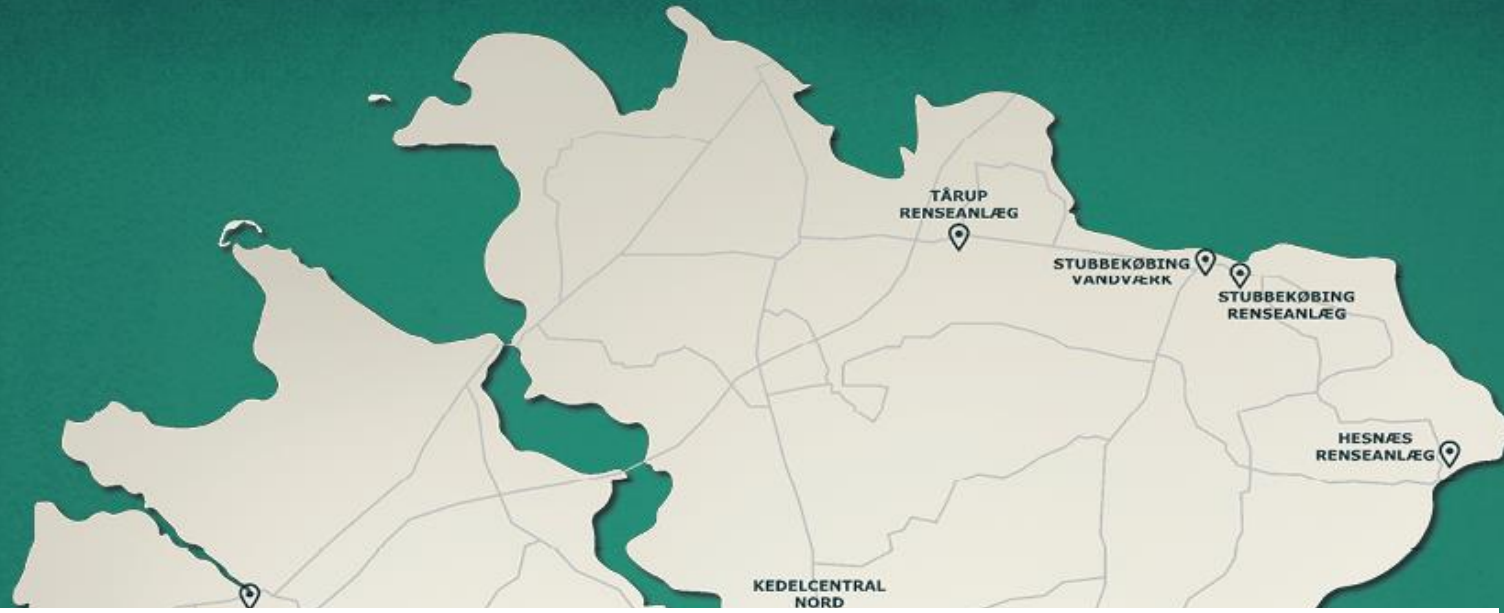 TÅRUP
RENSEANLÆG
STUBBEKØBING
VANDVÆRK
STUBBEKØBING
RENSEANLÆG
HESNÆS
RENSEANLÆG
KEDELCENTRAL
NORD